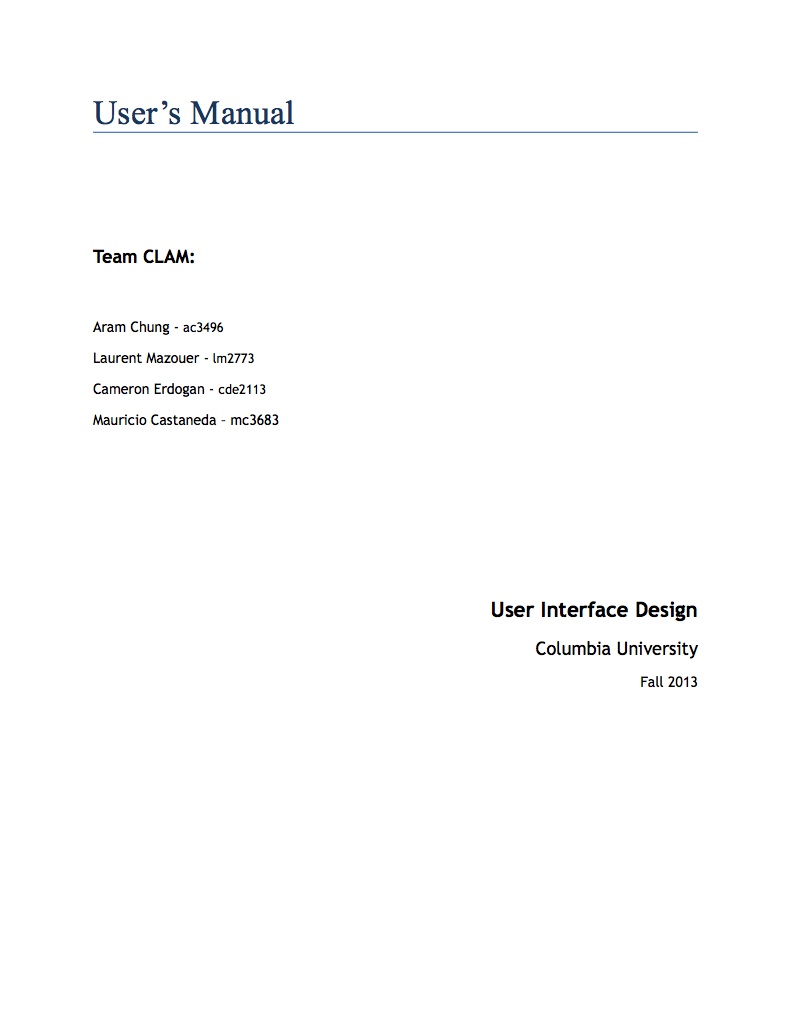 User’s Manual
Team CLAM:
Aram Chung - ac3496
Laurent Mazouer - lm2773
Cameron Erdogan - cde2113
Mauricio Castaneda – mc3683
User Interface Design
Columbia University
Fall 2013